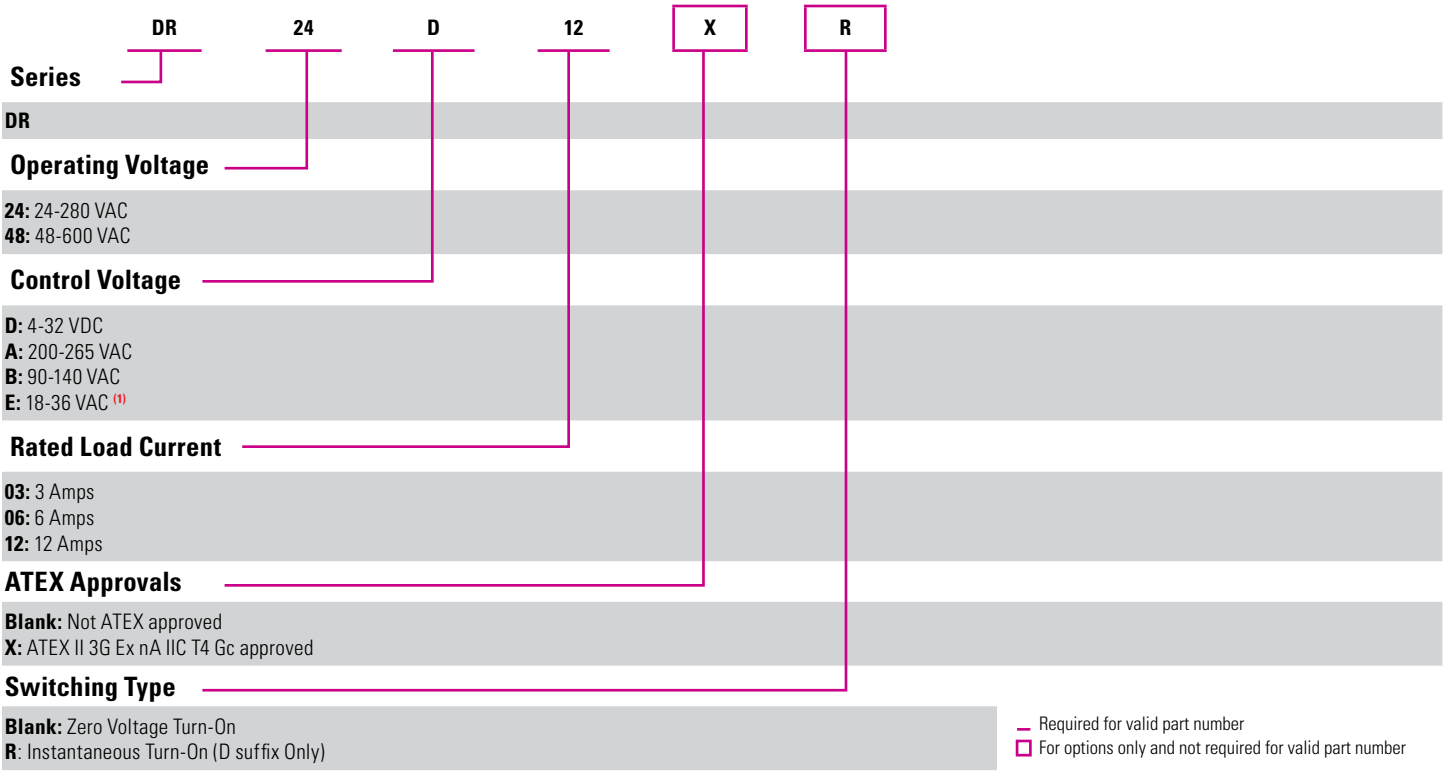 DR 24 D 12 X R
Series
DR
Operating Voltage
24: 24-280 VAC
48: 48-600 VAC
Control Voltage
D: 4-32 VDC
A: 200-265 VAC
B: 90-140 VAC
E: 18-36 VAC (1)
Rated Load Current
03: 3 Amps
06: 6 Amps
12: 12 Amps
ATEX Approvals
Blank: Not ATEX approved
X: ATEX II 3G Ex nA IIC T4 Gc approved
Switching Type
Blank: Zero Voltage Turn-On
R: Instantaneous Turn-On (D suffix Only)
Required for valid part number
For options only and not required for valid part number